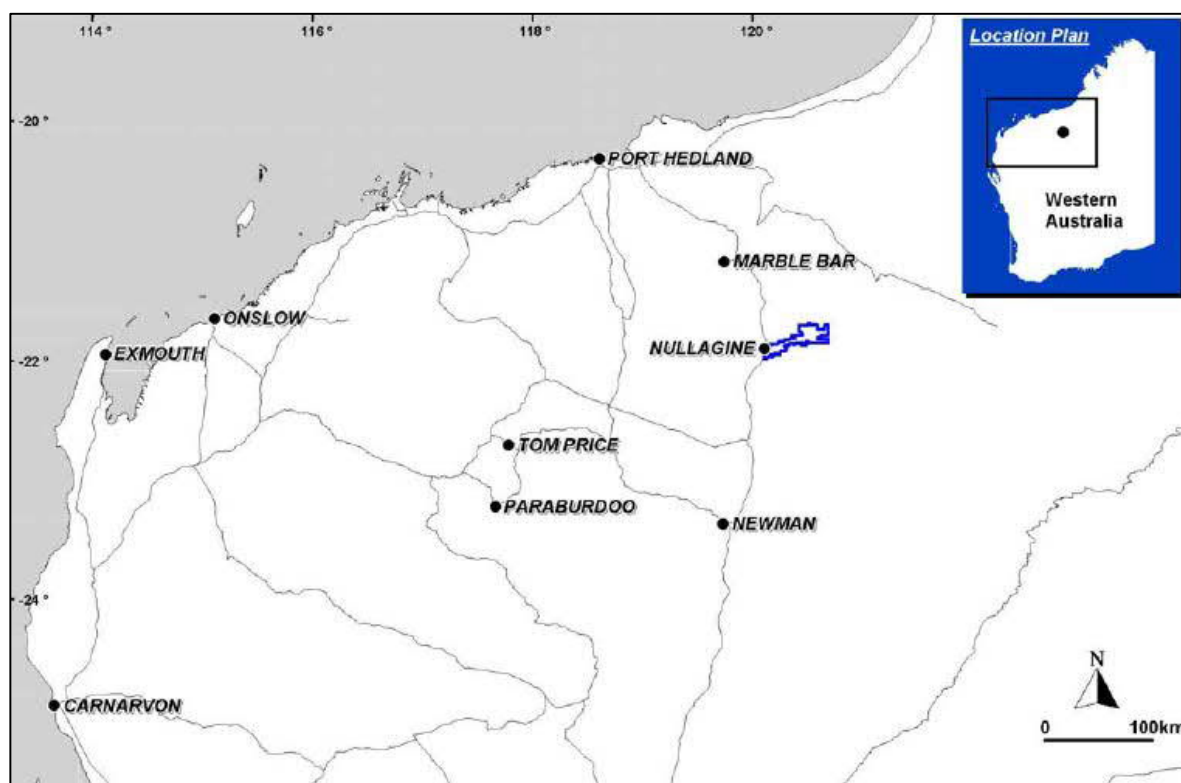 114 °
116 °
118 °
120 °
Location Plan
-20 °
PORT HEDLAND
Western
Australia
MARBLE BAR
ONSLOW
NULLAGINE
EXMOUTH
-22 °
TOM PRICE
PARABURDOO
NEWMAN
-24 °
N
CARNARVON
0 100km